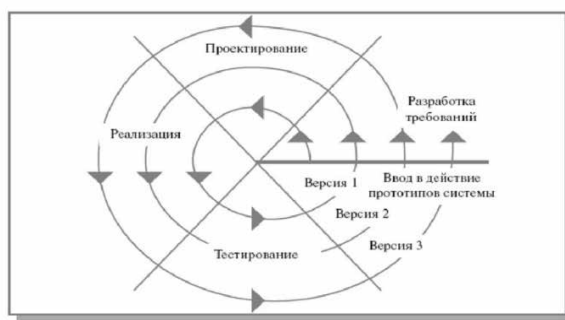 Проектирование
Разработка
требований
Реализация
Ввод в действие
прототипов системы
Версия 1
Версия 2
Версия 3
Тестирование